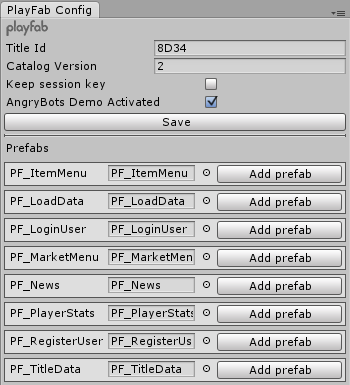 PlayFab Config
playfab
Title Id 8D34
Catalog Version 2
Keep session key
AngryBots Demo Activated
Save
Prefabs
PF_ItemMenu PF_ItemMenu Add prefab
PF_LoadData PF_LoadData Add prefab
PF_LoginUser PF_LoginUser Add prefab
PF_MarketMenu PF_MarketMen Add prefab
PF_News PF_News Add prefab
PF_PlayerStats PF_PlayerStats Add prefab
PF_RegisterUser PF_RegisterUs Add prefab
PF_TitleData PF_TitleData Add prefab